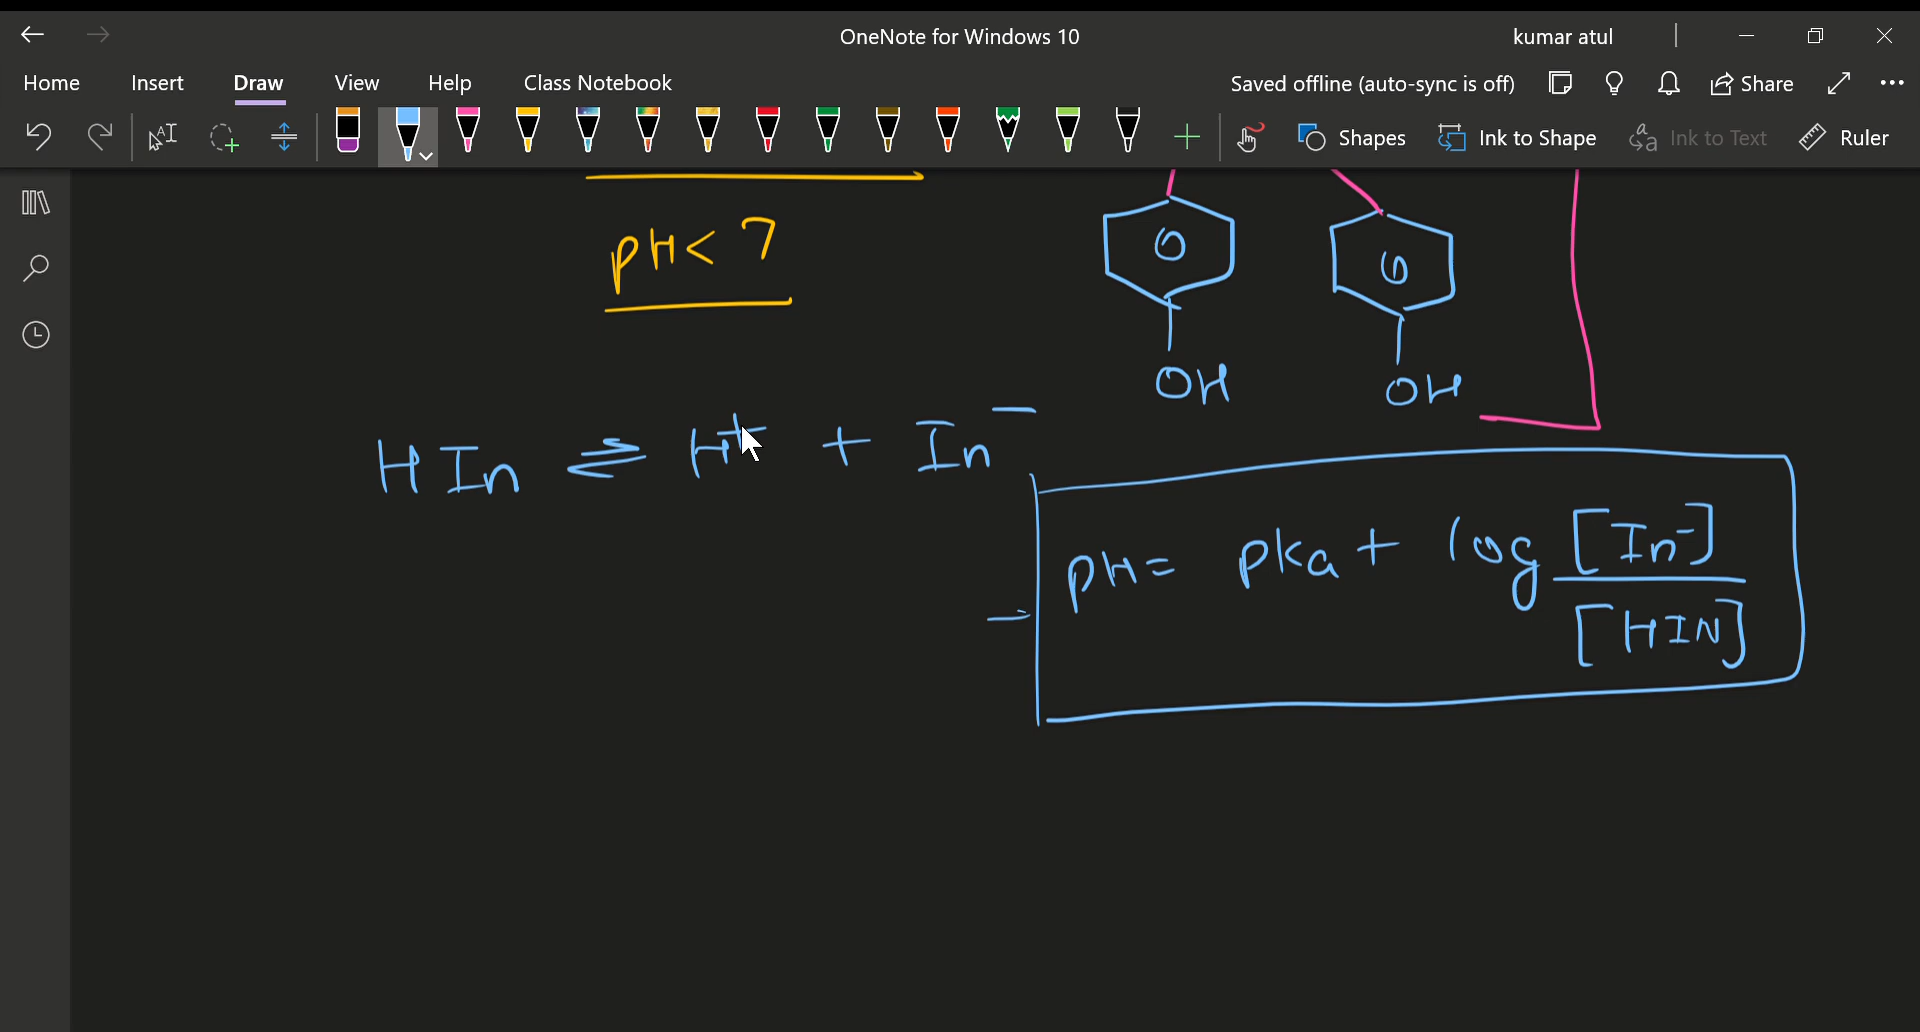 OneNote for Windows 10
kumar atul
Home Insert Draw View Help Class Notebook
Saved offline (auto-sync is off) Share
Shapes Ink to Shape Ink to Text Ruler
pH < 7
OH OH
HIn ⇌ H⁺ + In⁻
pH = pKa + log [In⁻]
[HIN]